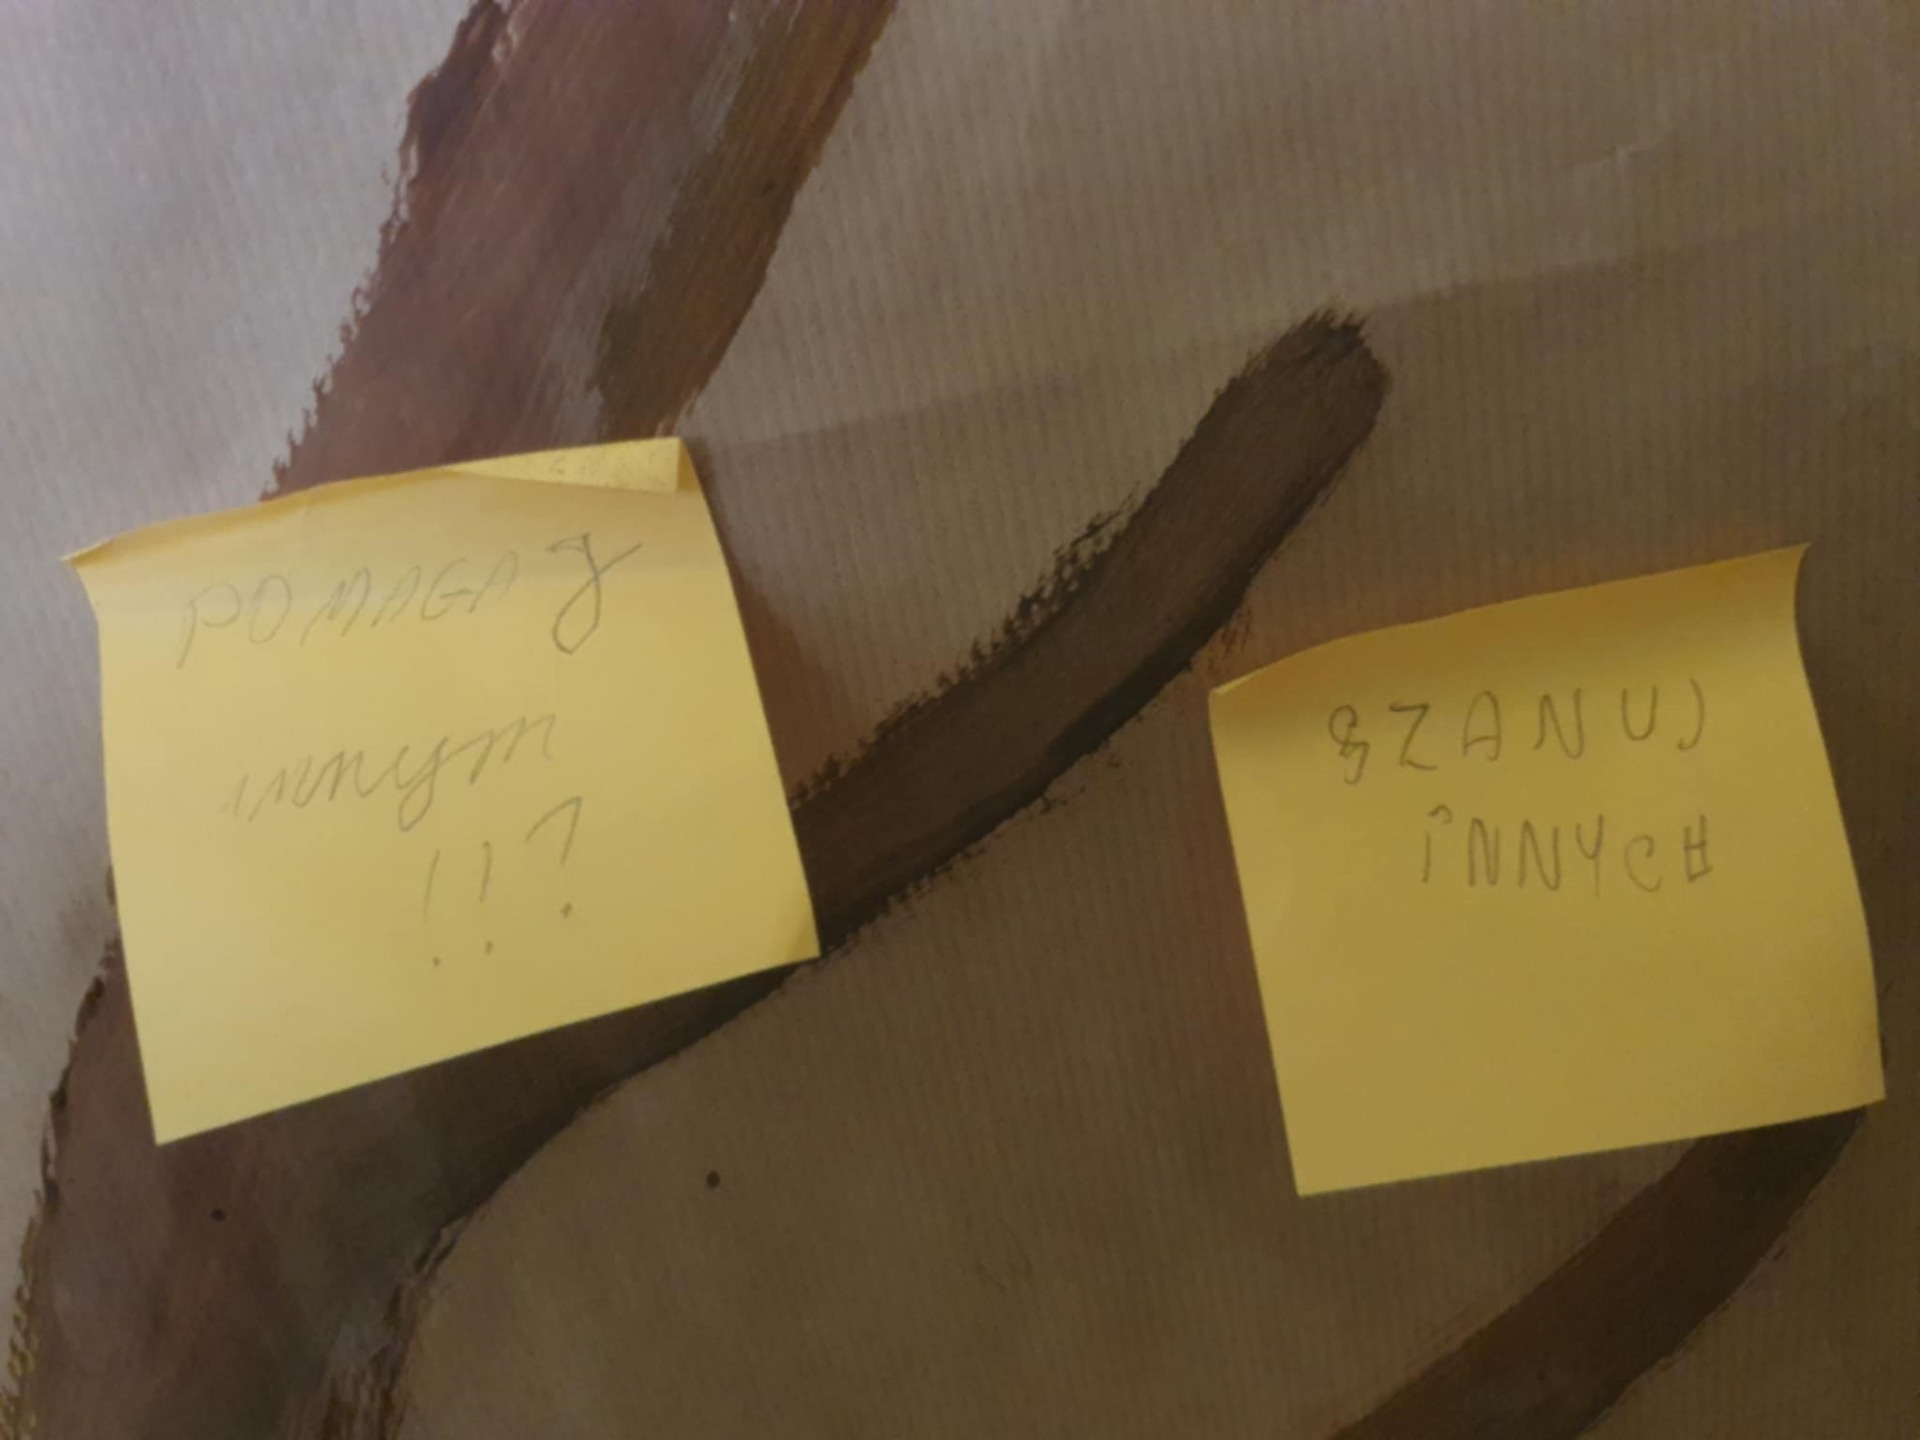 POMAGAJ
innym
!!!
SZANUJ
INNYCH